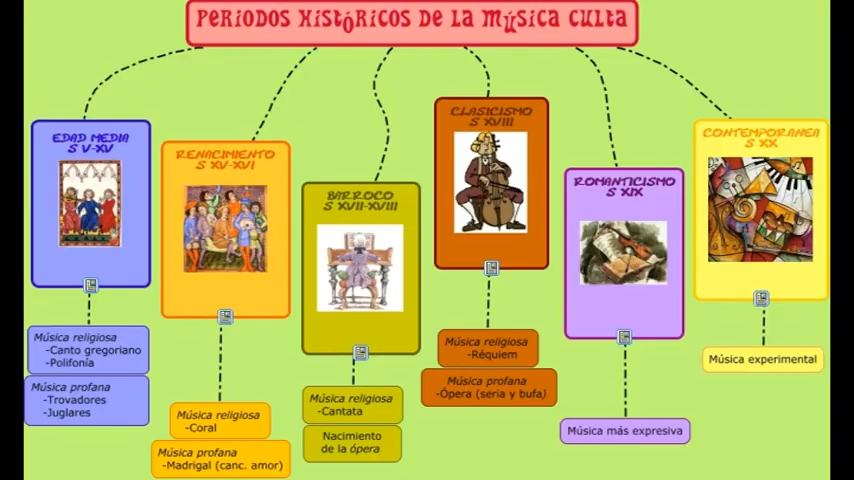 Periodos Históricos de la Música Culta
EDAD MEDIA
S V-XV
Música religiosa
-Canto gregoriano
-Polifonía
Música profana
-Trovadores
-Juglares
RENACIMIENTO
S XV-XVI
Música religiosa
-Coral
Música profana
-Madrigal (canc. amor)
BARROCO
S XVII-XVIII
Música religiosa
-Cantata
Nacimiento
de la ópera
CLASICISMO
S XVIII
Música religiosa
-Réquiem
Música profana
-Ópera (seria y bufa)
ROMANTICISMO
S XIX
Música más expresiva
CONTEMPORANEA
S XX
Música experimental